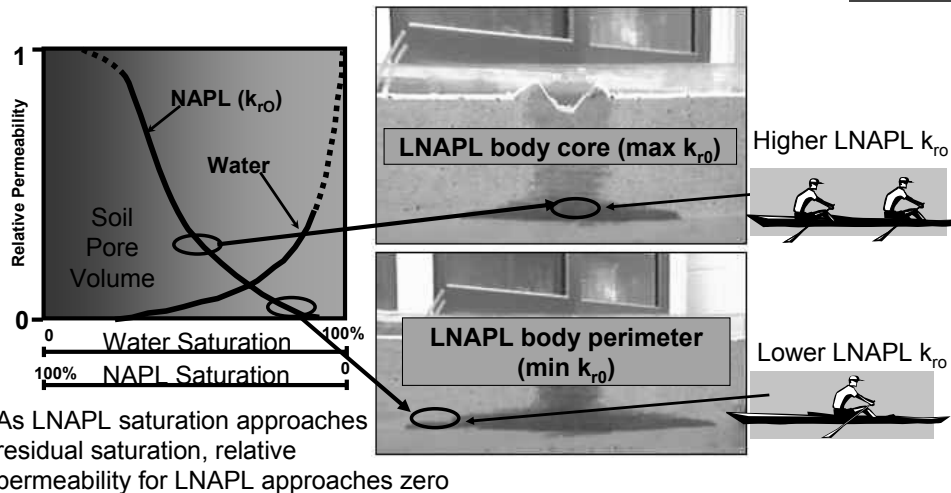 1
NAPL (krO)
Water
Relative Permeability
Soil
Pore
Volume
0
0
100%
Water Saturation
100%
0
NAPL Saturation
LNAPL body core (max kr0)
Higher LNAPL kro
LNAPL body perimeter
(min kr0)
Lower LNAPL kro
As LNAPL saturation approaches
residual saturation, relative
permeability for LNAPL approaches zero